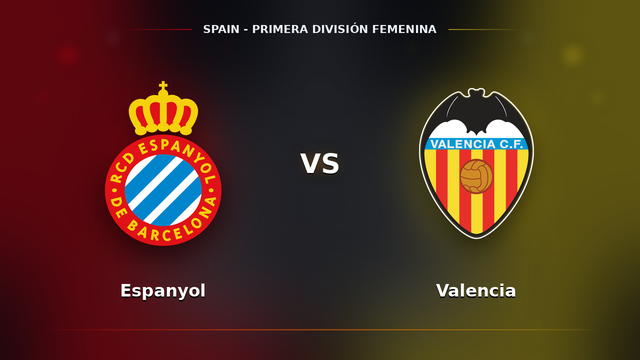 SPAIN - PRIMERA DIVISIÓN FEMENINA
RCD ESPANYOL
DE BARCELONA
VS
VALENCIA C.F.
Espanyol
Valencia